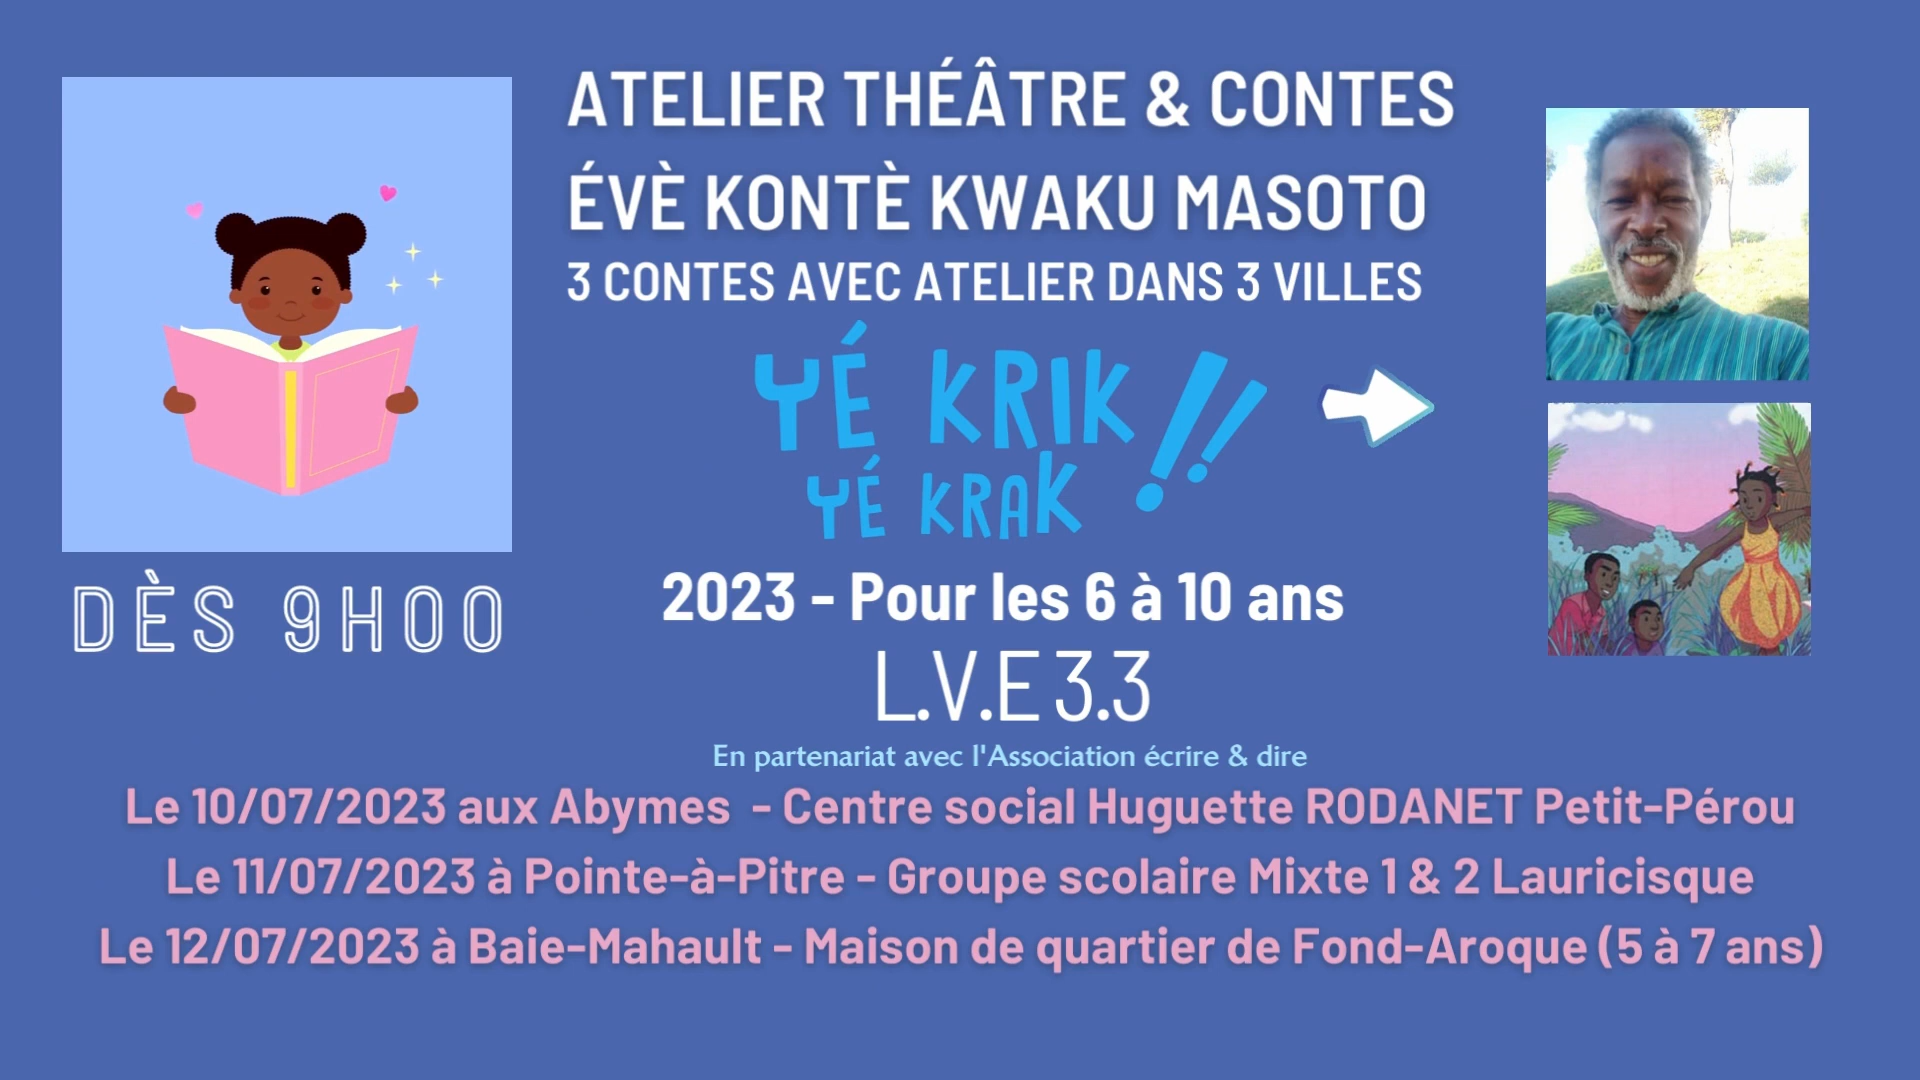 ATELIER THÉÂTRE & CONTES
ÉVÈ KONTÈ KWAKU MASOTO
3 CONTES AVEC ATELIER DANS 3 VILLES
YÉ KRIK
YÉ KRAK !!
DÈS 9H00
2023 - Pour les 6 à 10 ans
L.V.E 3.3
En partenariat avec l'Association écrire & dire
Le 10/07/2023 aux Abymes - Centre social Huguette RODANET Petit-Pérou
Le 11/07/2023 à Pointe-à-Pitre - Groupe scolaire Mixte 1 & 2 Lauricisque
Le 12/07/2023 à Baie-Mahault - Maison de quartier de Fond-Aroque (5 à 7 ans)